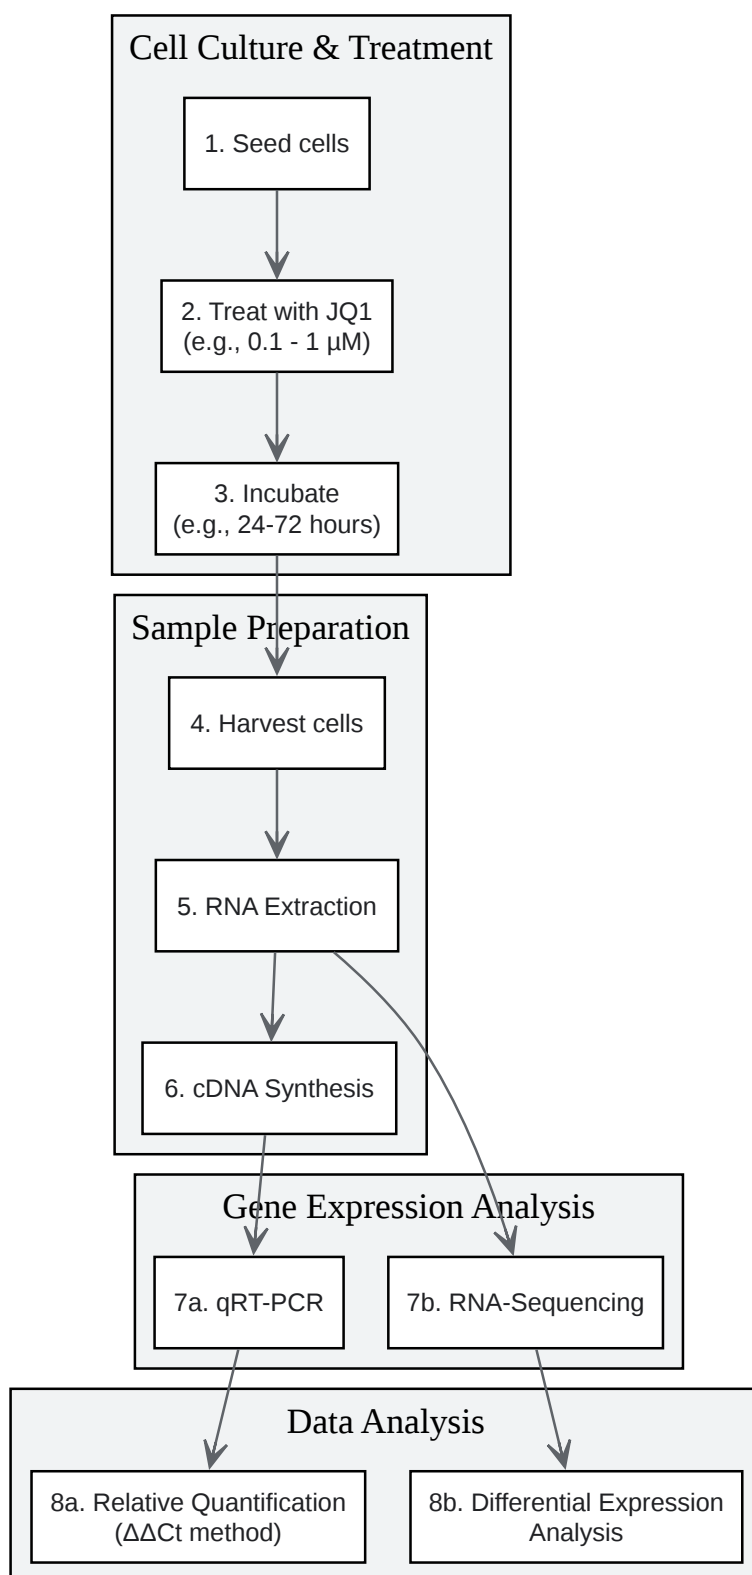 Cell Culture & Treatment
1. Seed cells
2. Treat with JQ1
(e.g., 0.1 - 1 µM)
3. Incubate
(e.g., 24-72 hours)
Sample Preparation
4. Harvest cells
5. RNA Extraction
6. cDNA Synthesis
Gene Expression Analysis
7a. qRT-PCR
7b. RNA-Sequencing
Data Analysis
8a. Relative Quantification
(ΔΔCt method)
8b. Differential Expression
Analysis